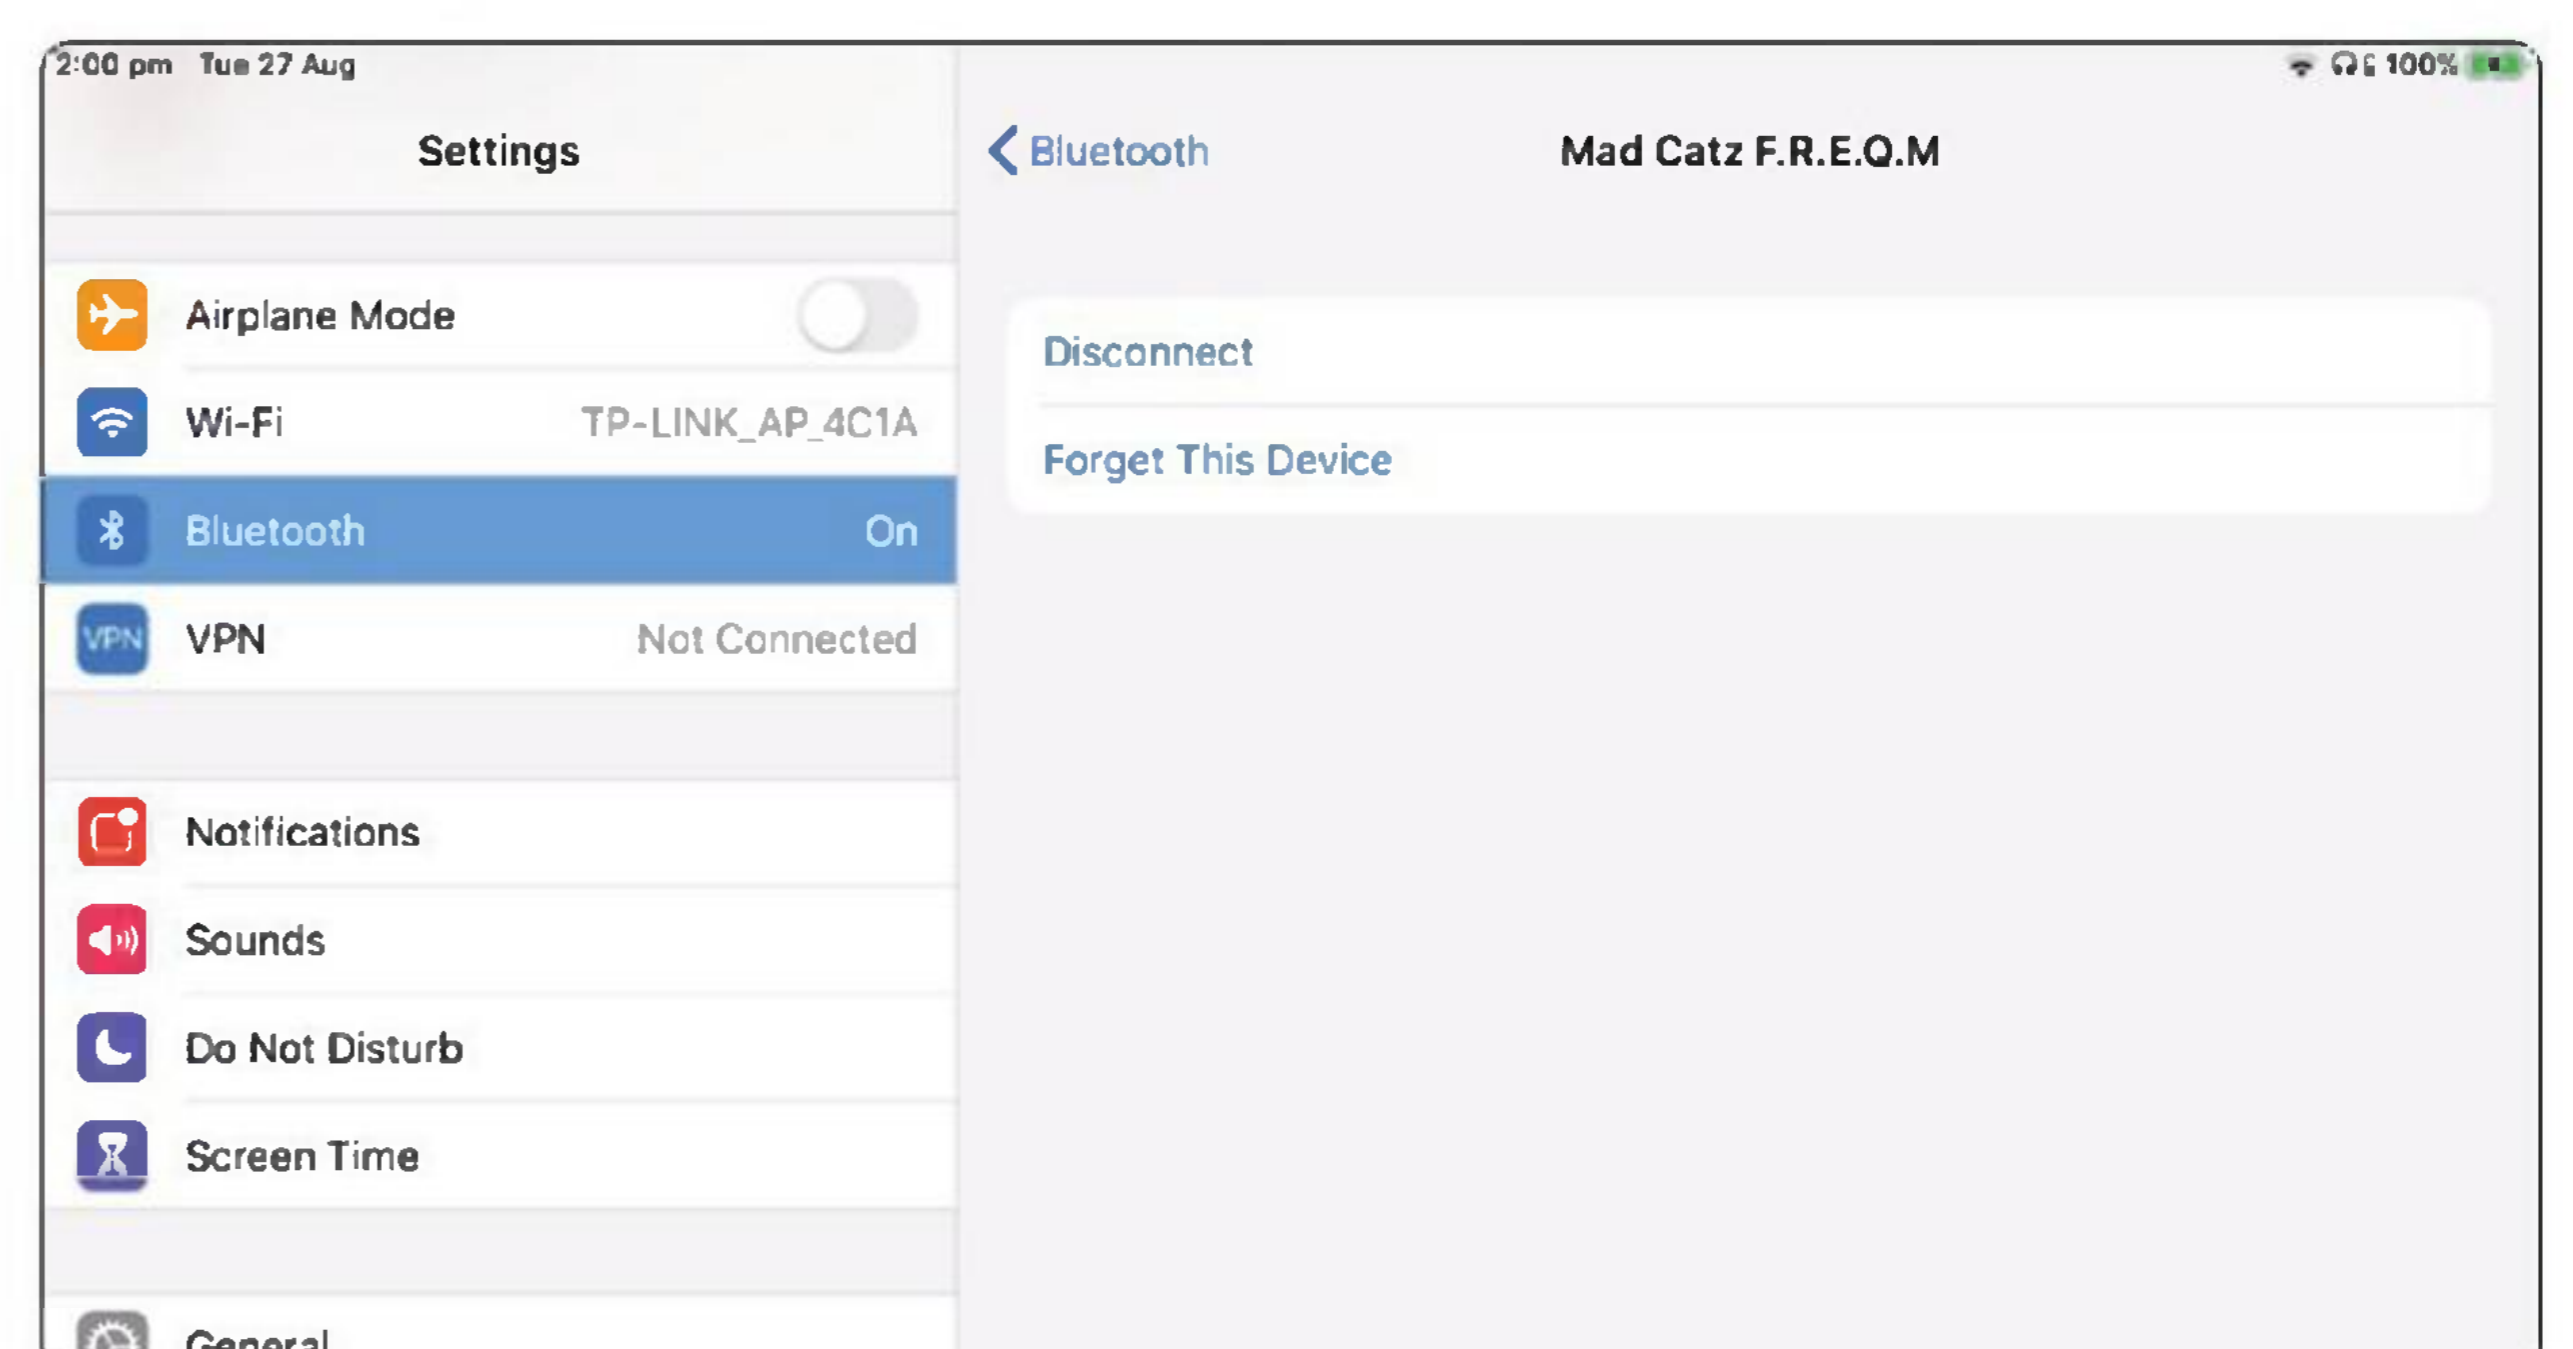 2:00 pm Tue 27 Aug
100%
Settings
Airplane Mode
Wi-Fi TP-LINK_AP_4C1A
Bluetooth On
VPN VPN Not Connected
Notifications
Sounds
Do Not Disturb
Screen Time
General
Bluetooth
Mad Catz F.R.E.Q.M
Disconnect
Forget This Device